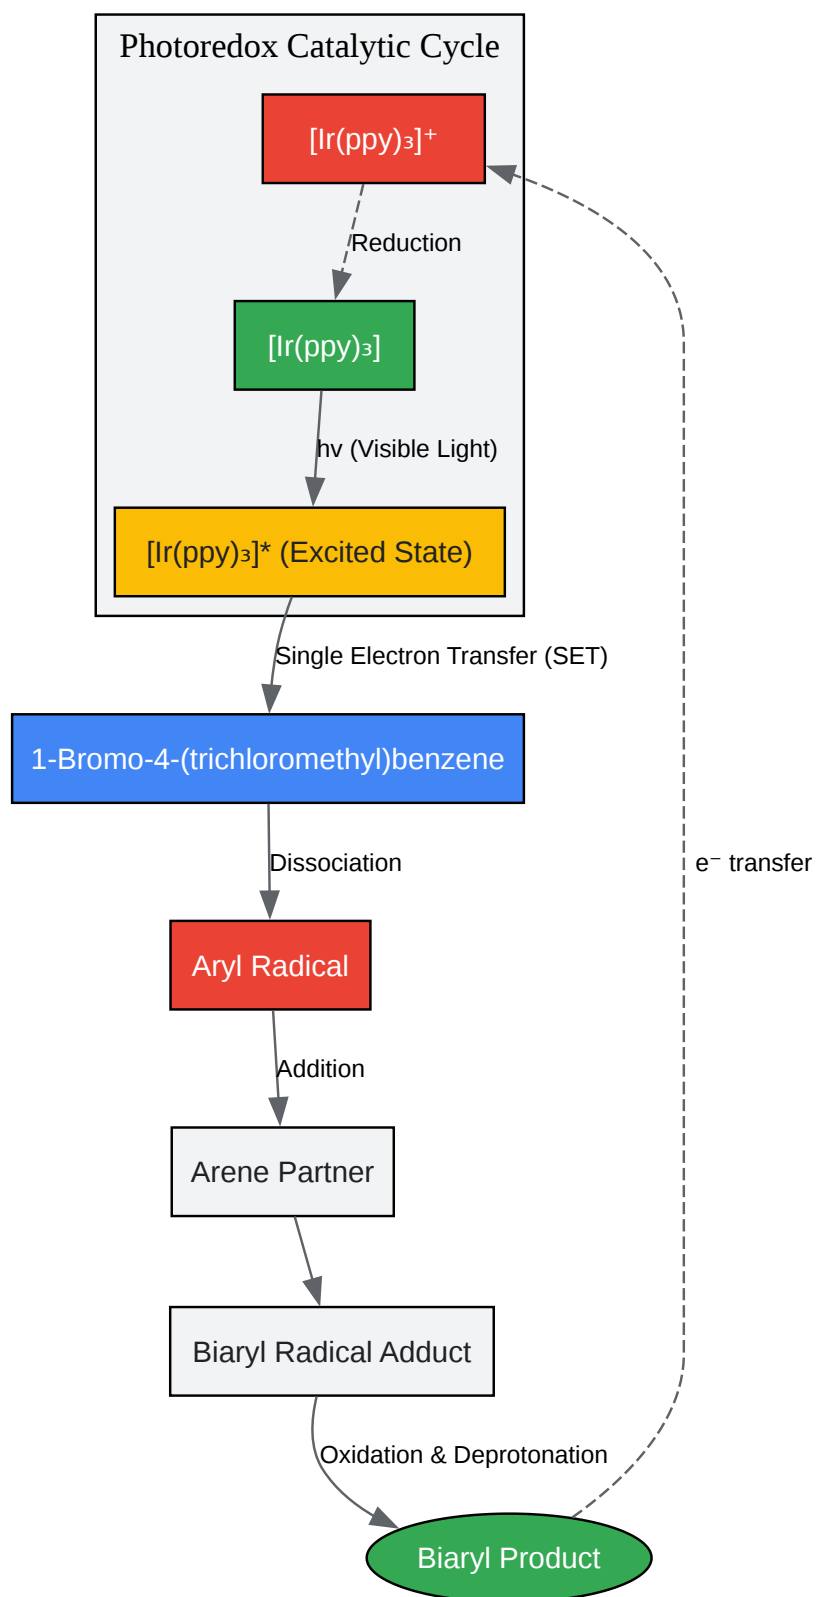 Photoredox Catalytic Cycle
[Ir(ppy)₃]⁺
Reduction
[Ir(ppy)₃]
hν (Visible Light)
[Ir(ppy)₃]* (Excited State)
Single Electron Transfer (SET)
1-Bromo-4-(trichloromethyl)benzene
Dissociation
e⁻ transfer
Aryl Radical
Addition
Arene Partner
Biaryl Radical Adduct
Oxidation & Deprotonation
Biaryl Product